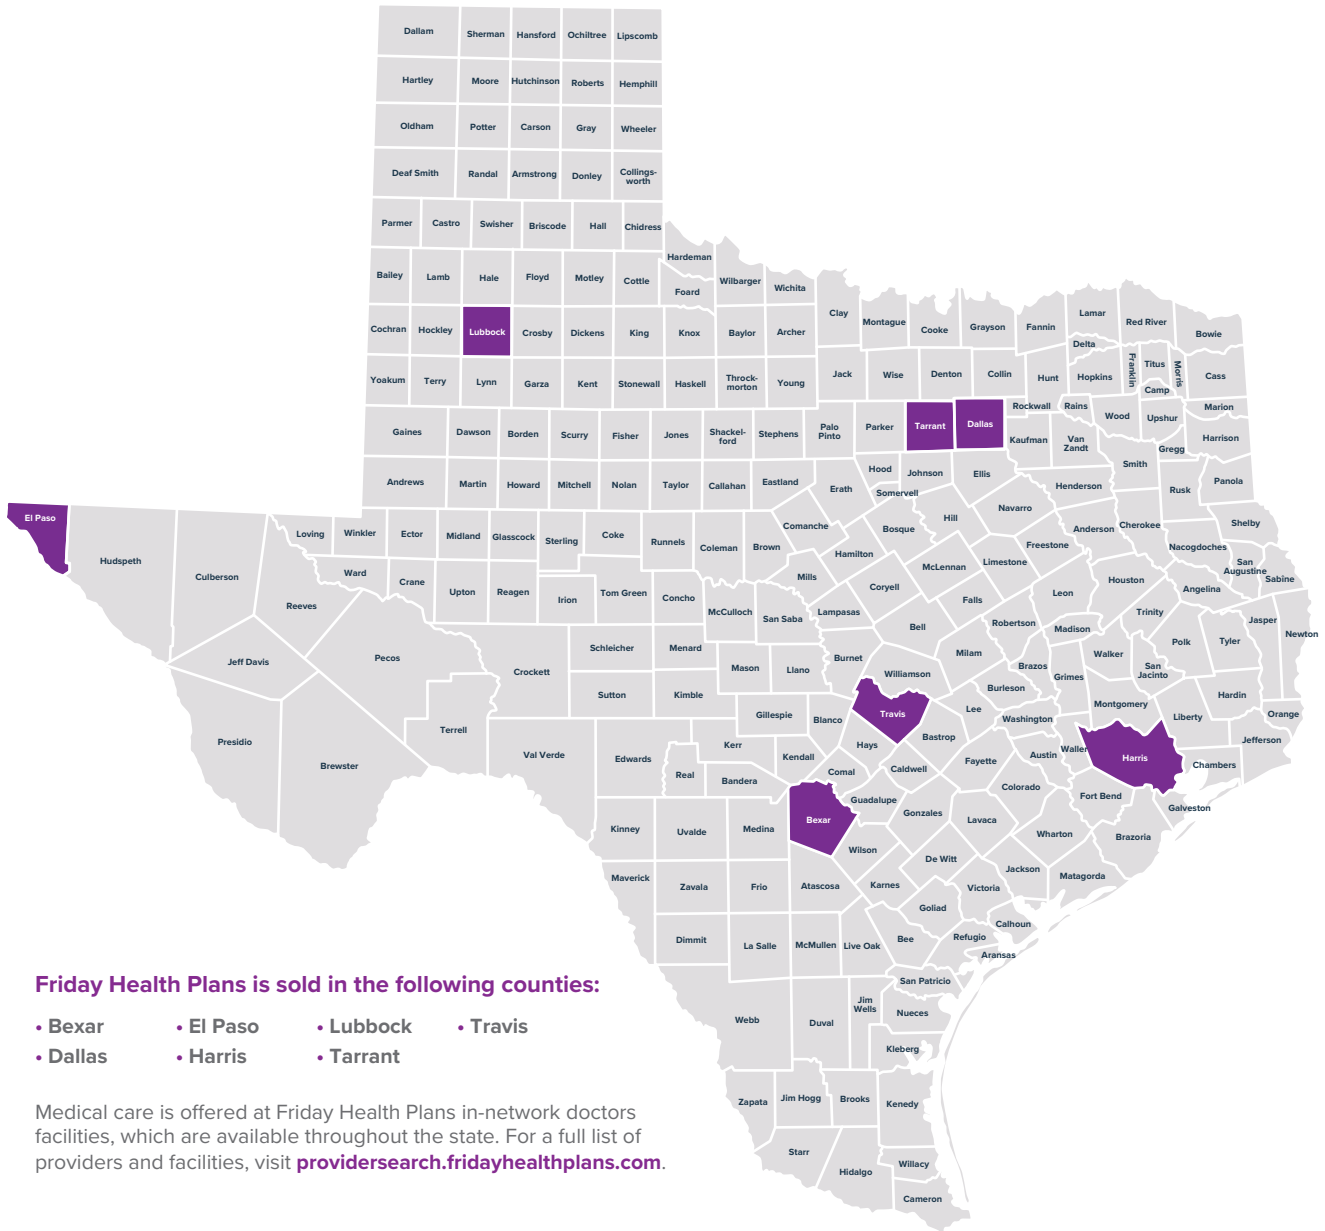 Dallam
Sherman
Hansford
Ochiltree
Lipscomb
Hartley
Moore
Hutchinson
Roberts
Hemphill
Oldham
Potter
Carson
Gray
Wheeler
Deaf Smith
Randal
Armstrong
Donley
Collings-
worth
Parmer
Castro
Swisher
Briscode
Hall
Chidress
Hardeman
Bailey
Lamb
Hale
Floyd
Motley
Cottle
Foard
Wilbarger
Wichita
Clay
Montague
Cooke
Grayson
Fannin
Lamar
Red River
Bowie
Delta
Cochran
Hockley
Lubbock
Crosby
Dickens
King
Knox
Baylor
Archer
Jack
Wise
Denton
Collin
Hunt
Hopkins
Franklin
Titus
Morris
Camp
Cass
Yoakum
Terry
Lynn
Garza
Kent
Stonewall
Haskell
Throck-
morton
Young
Rockwall
Rains
Wood
Upshur
Marion
Gaines
Dawson
Borden
Scurry
Fisher
Jones
Shackel-
ford
Stephens
Palo
Pinto
Parker
Tarrant
Dallas
Kaufman
Van
Zandt
Gregg
Harrison
Smith
Andrews
Martin
Howard
Mitchell
Nolan
Taylor
Callahan
Eastland
Erath
Hood
Somervell
Johnson
Ellis
Henderson
Rusk
Panola
El Paso
Hudspeth
Culberson
Loving
Winkler
Ector
Midland
Glasscock
Sterling
Coke
Runnels
Coleman
Brown
Comanche
Bosque
Hill
Navarro
Anderson
Cherokee
Shelby
Nacogdoches
San
Augustine
Sabine
Reeves
Ward
Crane
Upton
Reagen
Irion
Tom Green
Concho
McCulloch
San Saba
Mills
Hamilton
Lampasas
Coryell
McLennan
Limestone
Freestone
Falls
Leon
Houston
Trinity
Angelina
Jasper
Newton
Jeff Davis
Pecos
Crockett
Schleicher
Menard
Mason
Llano
Burnet
Bell
Williamson
Milam
Robertson
Brazos
Madison
Grimes
Walker
San
Jacinto
Polk
Tyler
Sutton
Kimble
Presidio
Brewster
Terrell
Val Verde
Edwards
Gillespie
Blanco
Travis
Lee
Burleson
Washington
Montgomery
Liberty
Hardin
Orange
Jefferson
Kerr
Kendall
Hays
Bastrop
Fayette
Austin
Waller
Harris
Chambers
Real
Bandera
Comal
Caldwell
Colorado
Fort Bend
Galveston
Kinney
Uvalde
Medina
Bexar
Guadalupe
Gonzales
Lavaca
Wharton
Brazoria
Wilson
De Witt
Jackson
Matagorda
Maverick
Zavala
Frio
Atascosa
Karnes
Goliad
Victoria
Calhoun
Dimmit
La Salle
McMullen
Live Oak
Bee
Refugio
Aransas
San Patricio
Webb
Duval
Jim
Wells
Nueces
Kleberg
Zapata
Jim Hogg
Brooks
Kenedy
Starr
Hidalgo
Willacy
Cameron
Friday Health Plans is sold in the following counties:
• Bexar • El Paso • Lubbock • Travis
• Dallas • Harris • Tarrant
Medical care is offered at Friday Health Plans in-network doctors
facilities, which are available throughout the state. For a full list of
providers and facilities, visit providersearch.fridayhealthplans.com.